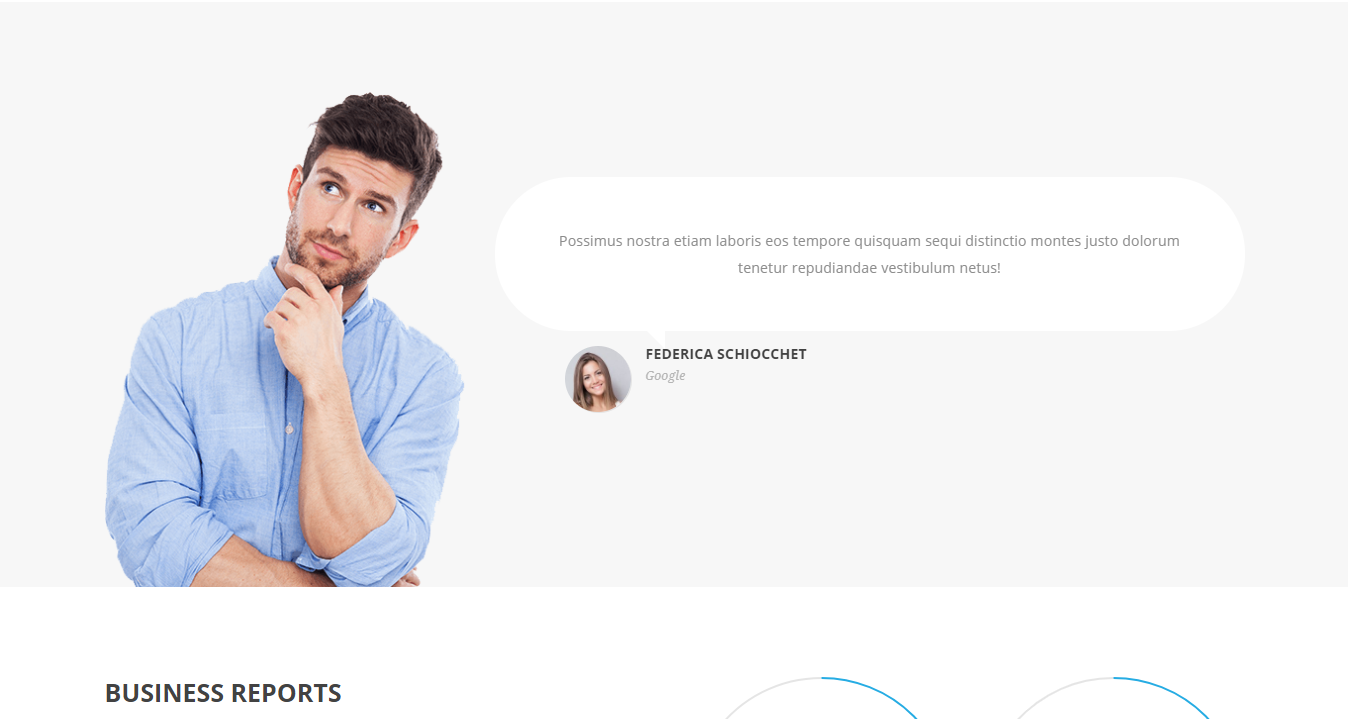 Possimus nostra etiam laboris eos tempore quisquam sequi distinctio montes justo dolorum
tenetur repudiandae vestibulum netus!
FEDERICA SCHIOCCHET
Google
BUSINESS REPORTS